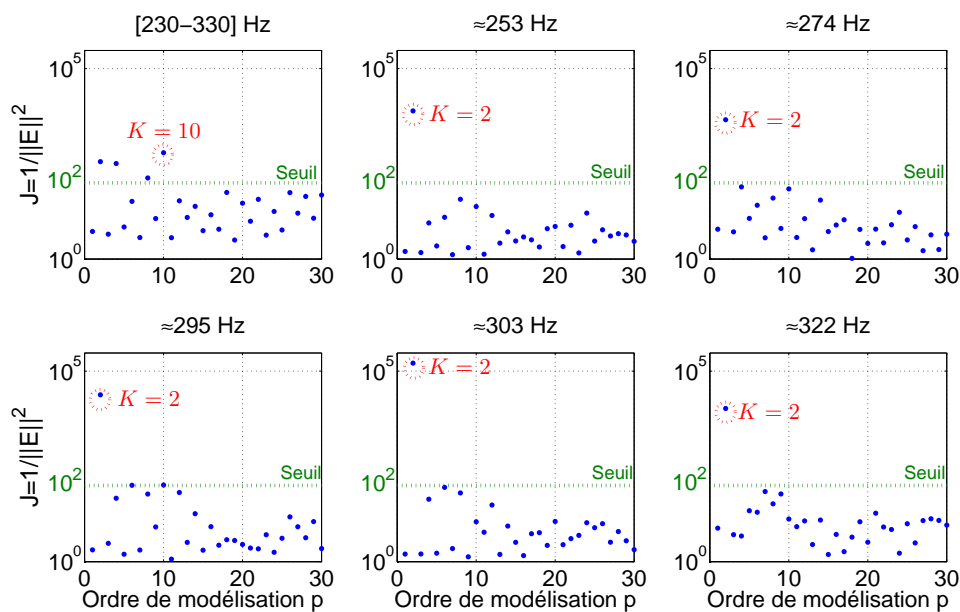 [230−330] Hz
≈253 Hz
≈274 Hz
J=1/||E||²
10⁵
10²
10⁰
K = 10
Seuil
0 10 20 30
10⁵
10²
10⁰
K = 2
Seuil
0 10 20 30
10⁵
10²
10⁰
K = 2
Seuil
0 10 20 30
≈295 Hz
≈303 Hz
≈322 Hz
J=1/||E||²
10⁵
10²
10⁰
K = 2
Seuil
0 10 20 30
Ordre de modélisation p
10⁵
10²
10⁰
K = 2
Seuil
0 10 20 30
Ordre de modélisation p
10⁵
10²
10⁰
K = 2
Seuil
0 10 20 30
Ordre de modélisation p